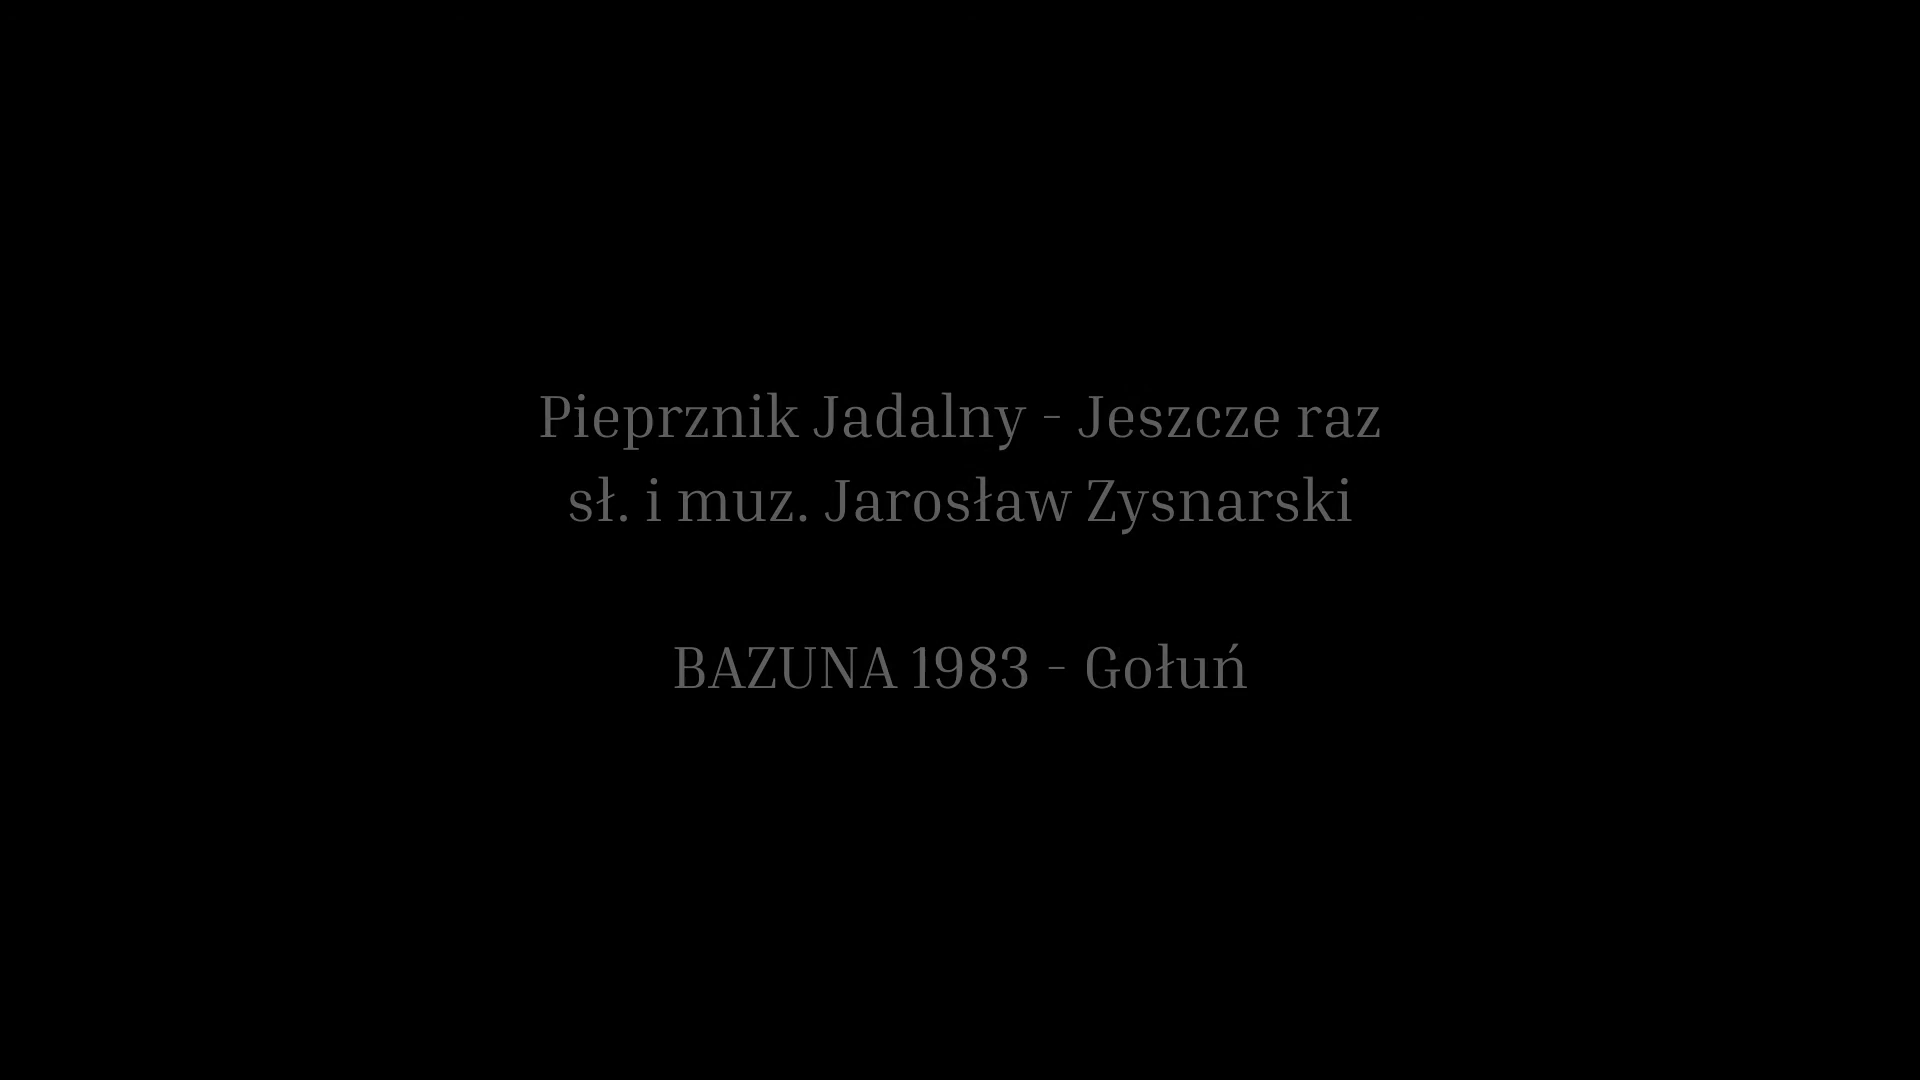 Pieprznik Jadalny - Jeszcze raz
sł. i muz. Jarosław Zysnarski
BAZUNA 1983 - Gołuń